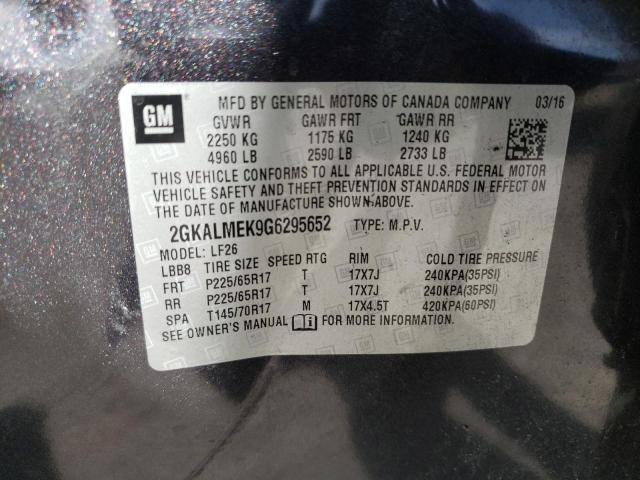 GM MFD BY GENERAL MOTORS OF CANADA COMPANY 03/16
GVWR GAWR FRT GAWR RR
2250 KG 1175 KG 1240 KG
4960 LB 2590 LB 2733 LB
THIS VEHICLE CONFORMS TO ALL APPLICABLE U.S. FEDERAL MOTOR
VEHICLE SAFETY AND THEFT PREVENTION STANDARDS IN EFFECT ON
THE DATE OF MANUFACTURE SHOWN ABOVE.
2GKALMEK9G6295652 TYPE: M.P.V.
MODEL: LF26
LBB8 TIRE SIZE SPEED RTG RIM COLD TIRE PRESSURE
FRT P225/65R17 T 17X7J 240KPA(35PSI)
RR P225/65R17 T 17X7J 240KPA(35PSI)
SPA T145/70R17 M 17X4.5T 420KPA(60PSI)
SEE OWNER'S MANUAL i FOR MORE INFORMATION.